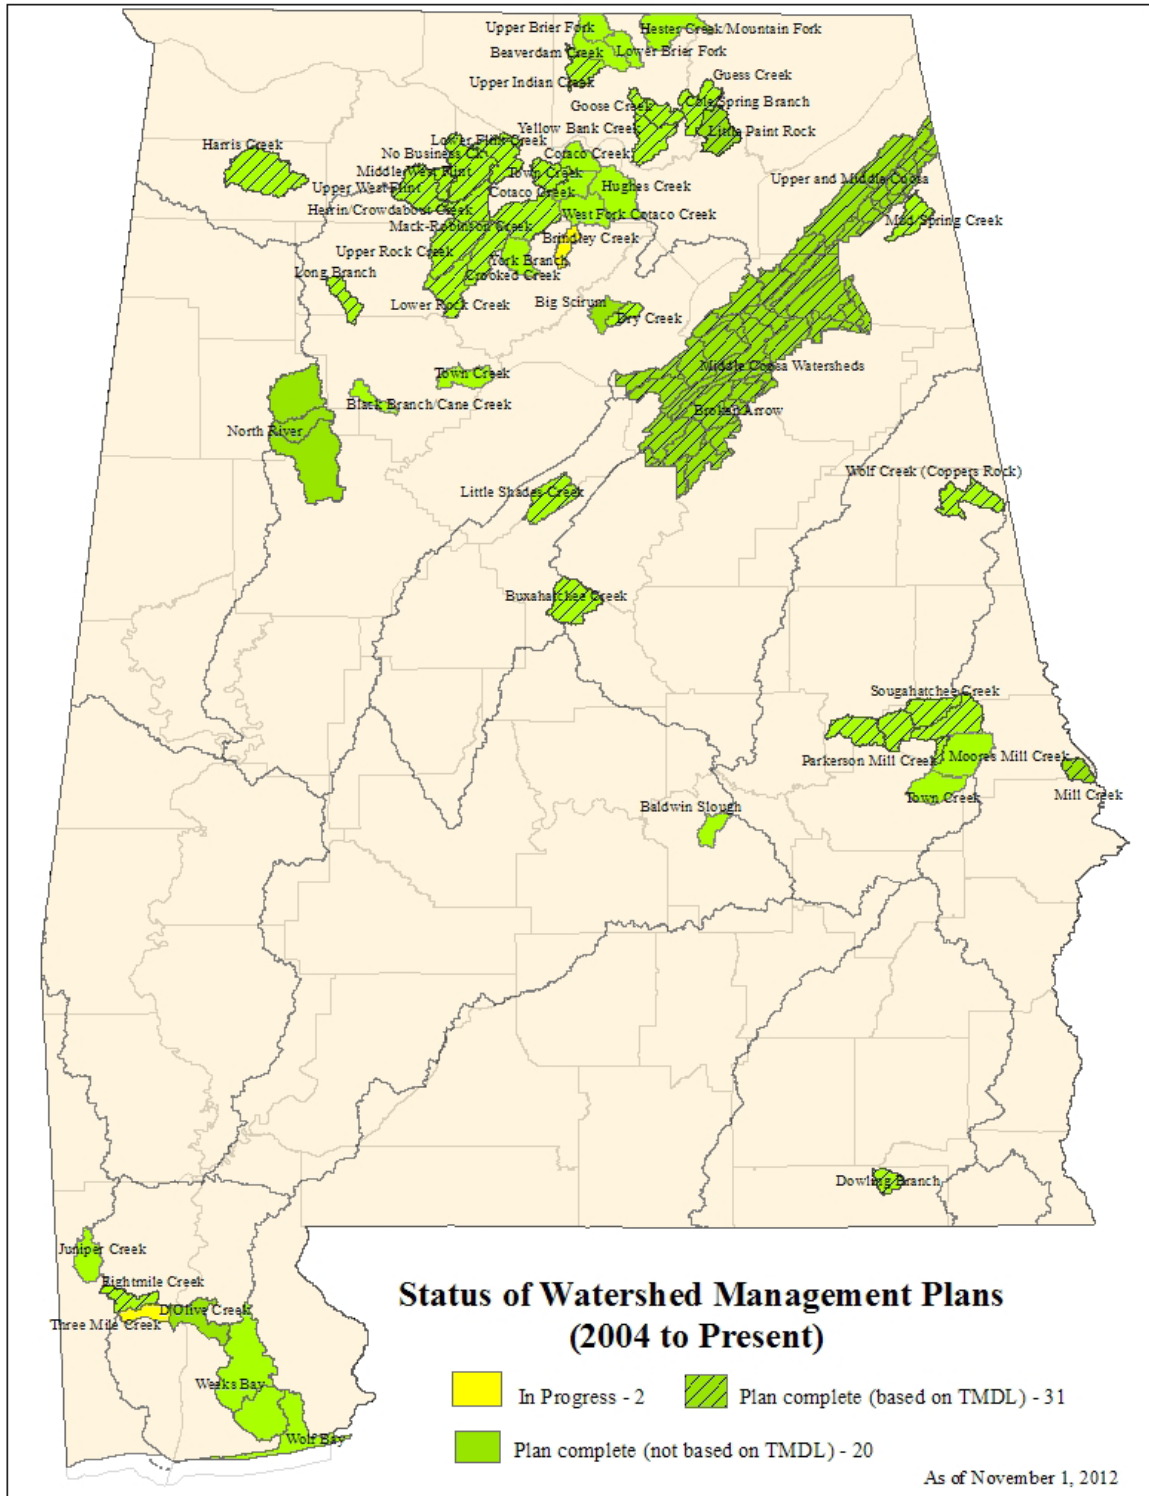 Upper Brier Fork
Hester Creek/Mountain Fork
Beaverdam Creek
Lower Brier Fork
Upper Indian Creek
Guess Creek
Goose Creek
Cole Spring Branch
Yellow Bank Creek
Little Paint Rock
Harris Creek
Lower Flint Creek
No Business Ck
Cotaco Creek
Middle West Flint
Town Creek
Upper and Middle Coosa
Upper West Flint
Cotaco Creek
Hughes Creek
Herrin/Crowdabout Creek
West Fork Cotaco Creek
Mud Spring Creek
Mack-Robinson Creek
Brindley Creek
Upper Rock Creek
York Branch
Long Branch
Crooked Creek
Lower Rock Creek
Big Scirum
Dry Creek
Town Creek
Middle Coosa Watersheds
Black Branch/Cane Creek
Broken Arrow
North River
Wolf Creek (Coppers Rock)
Little Shades Creek
Buxahatchee Creek
Sougahatchee Creek
Parkerson Mill Creek
Moores Mill Creek
Town Creek
Mill Creek
Baldwin Slough
Dowling Branch
Juniper Creek
Eightmile Creek
D'Olive Creek
Three Mile Creek
Weeks Bay
Wolf Bay
Status of Watershed Management Plans
(2004 to Present)
In Progress - 2
Plan complete (based on TMDL) - 31
Plan complete (not based on TMDL) - 20
As of November 1, 2012